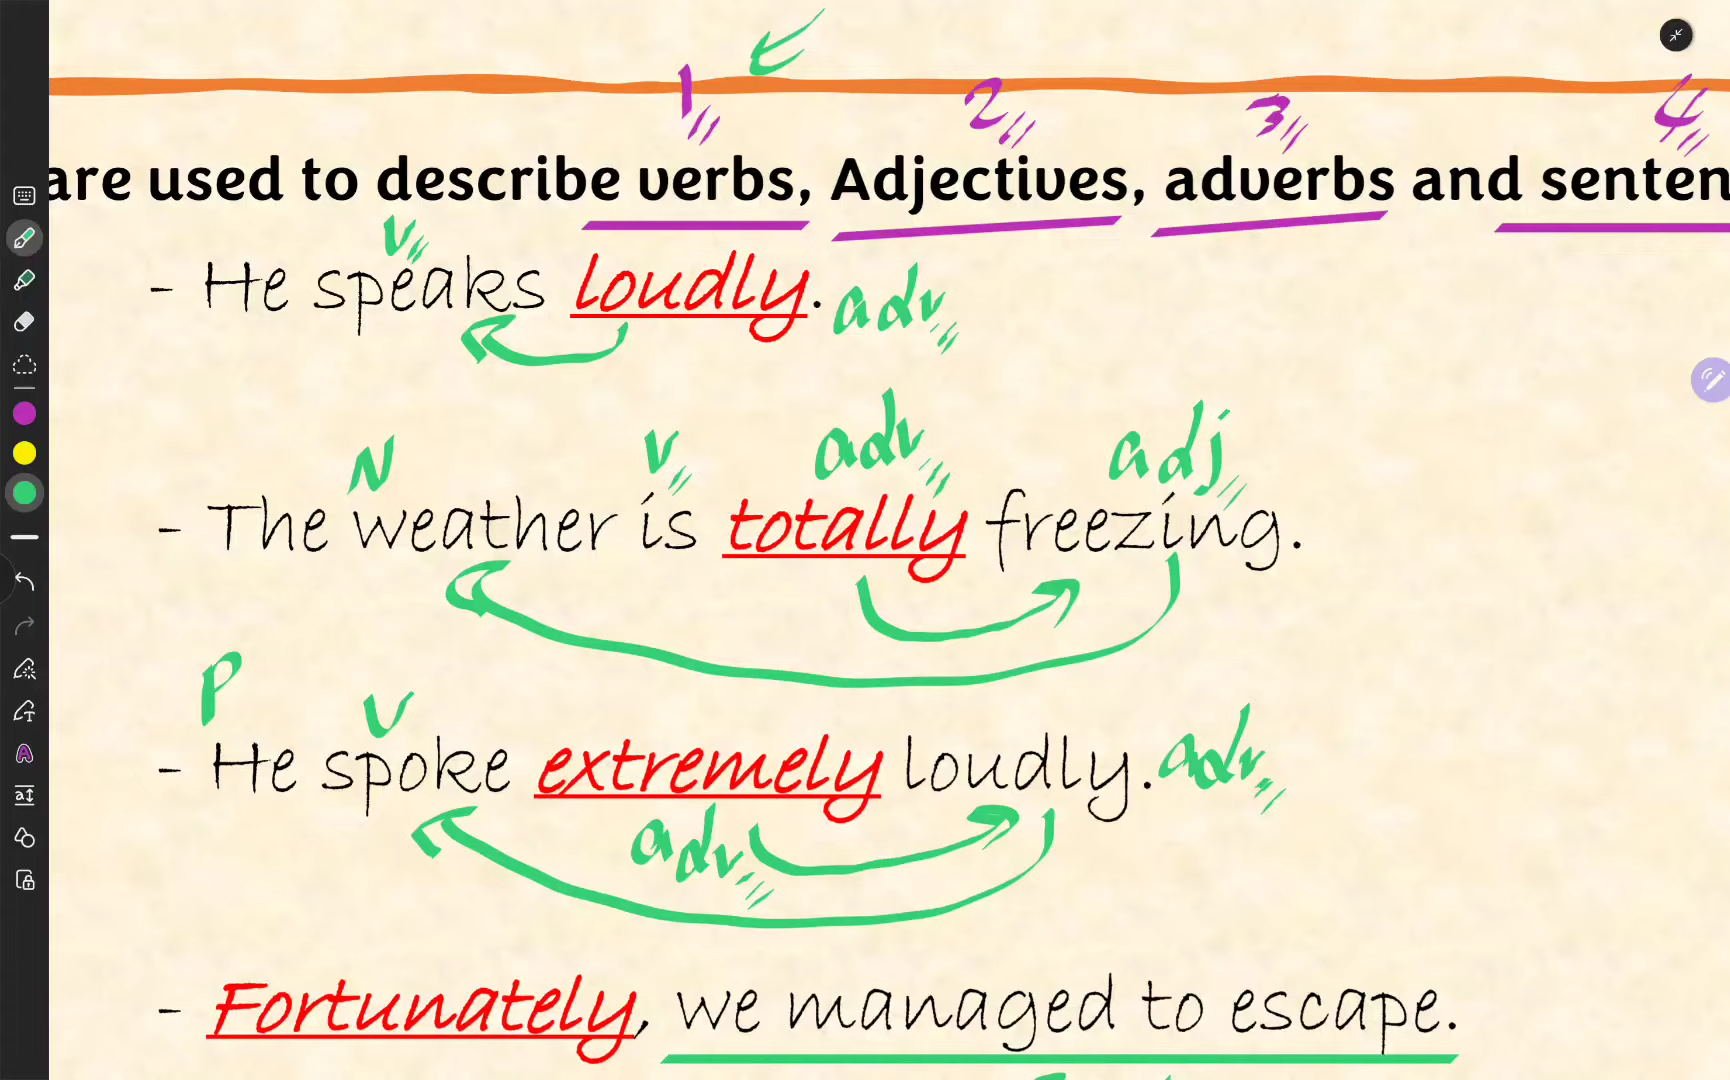 1 2 3 4
are used to describe verbs, Adjectives, adverbs and senten
v
- He speaks loudly. adv
N v adv adj
- The weather is totally freezing.
P v
- He spoke extremely loudly. adv
adv
- Fortunately, we managed to escape.